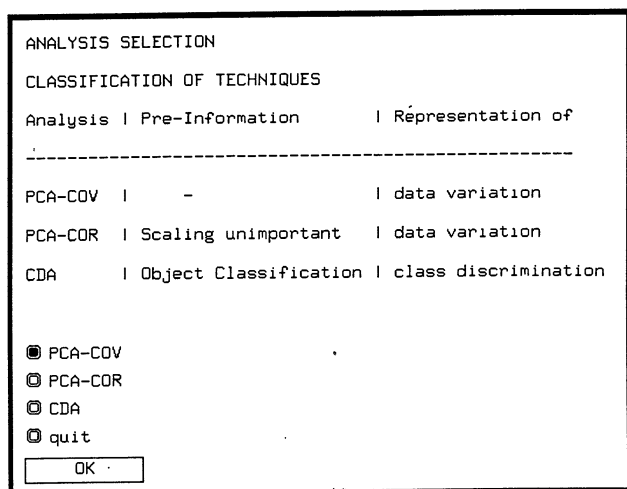 ANALYSIS SELECTION
CLASSIFICATION OF TECHNIQUES
Analysis | Pre-Information | Representation of
--------------------------------------------------
PCA-COV | - | data variation
PCA-COR | Scaling unimportant | data variation
CDA | Object Classification | class discrimination
PCA-COV
PCA-COR
CDA
quit
OK